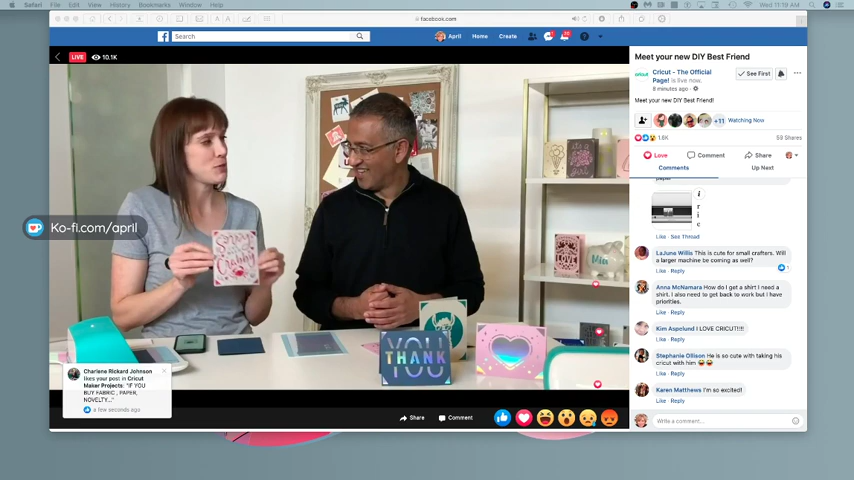 Safari File Edit View History Bookmarks Window Help
Wed 11:19 AM
facebook.com
Search
April Home Create
LIVE 10.1K
Meet your new DIY Best Friend
Cricut - The Official
Page! is live now.
8 minutes ago
See First
Meet your new DIY Best Friend!
+11 Watching Now
1.5K
59 Shares
Love Comment Share
Comments Up Next
Like · See Thread
LaJune Willis This is cute for small crafters. Will
a larger machine be coming as well?
1
Like · Reply
Anna McNamara How do I get a shirt I need a
shirt. I also need to get back to work but i have
priorities.
Like · Reply
Kim Aspelund I LOVE CRICUT!!!!
Like · Reply
Stephanie Ollison He is so cute with taking his
cricut with him
Like · Reply
Karen Matthews I'm so excited!
Like · Reply
Write a comment...
Ko-fi.com/april
THANK
YOU
Charlene Rickard Johnson
likes your post in Cricut
Maker Projects: "IF YOU
BUY FABRIC , PAPER,
NOVELTY..."
a few seconds ago
Share Comment